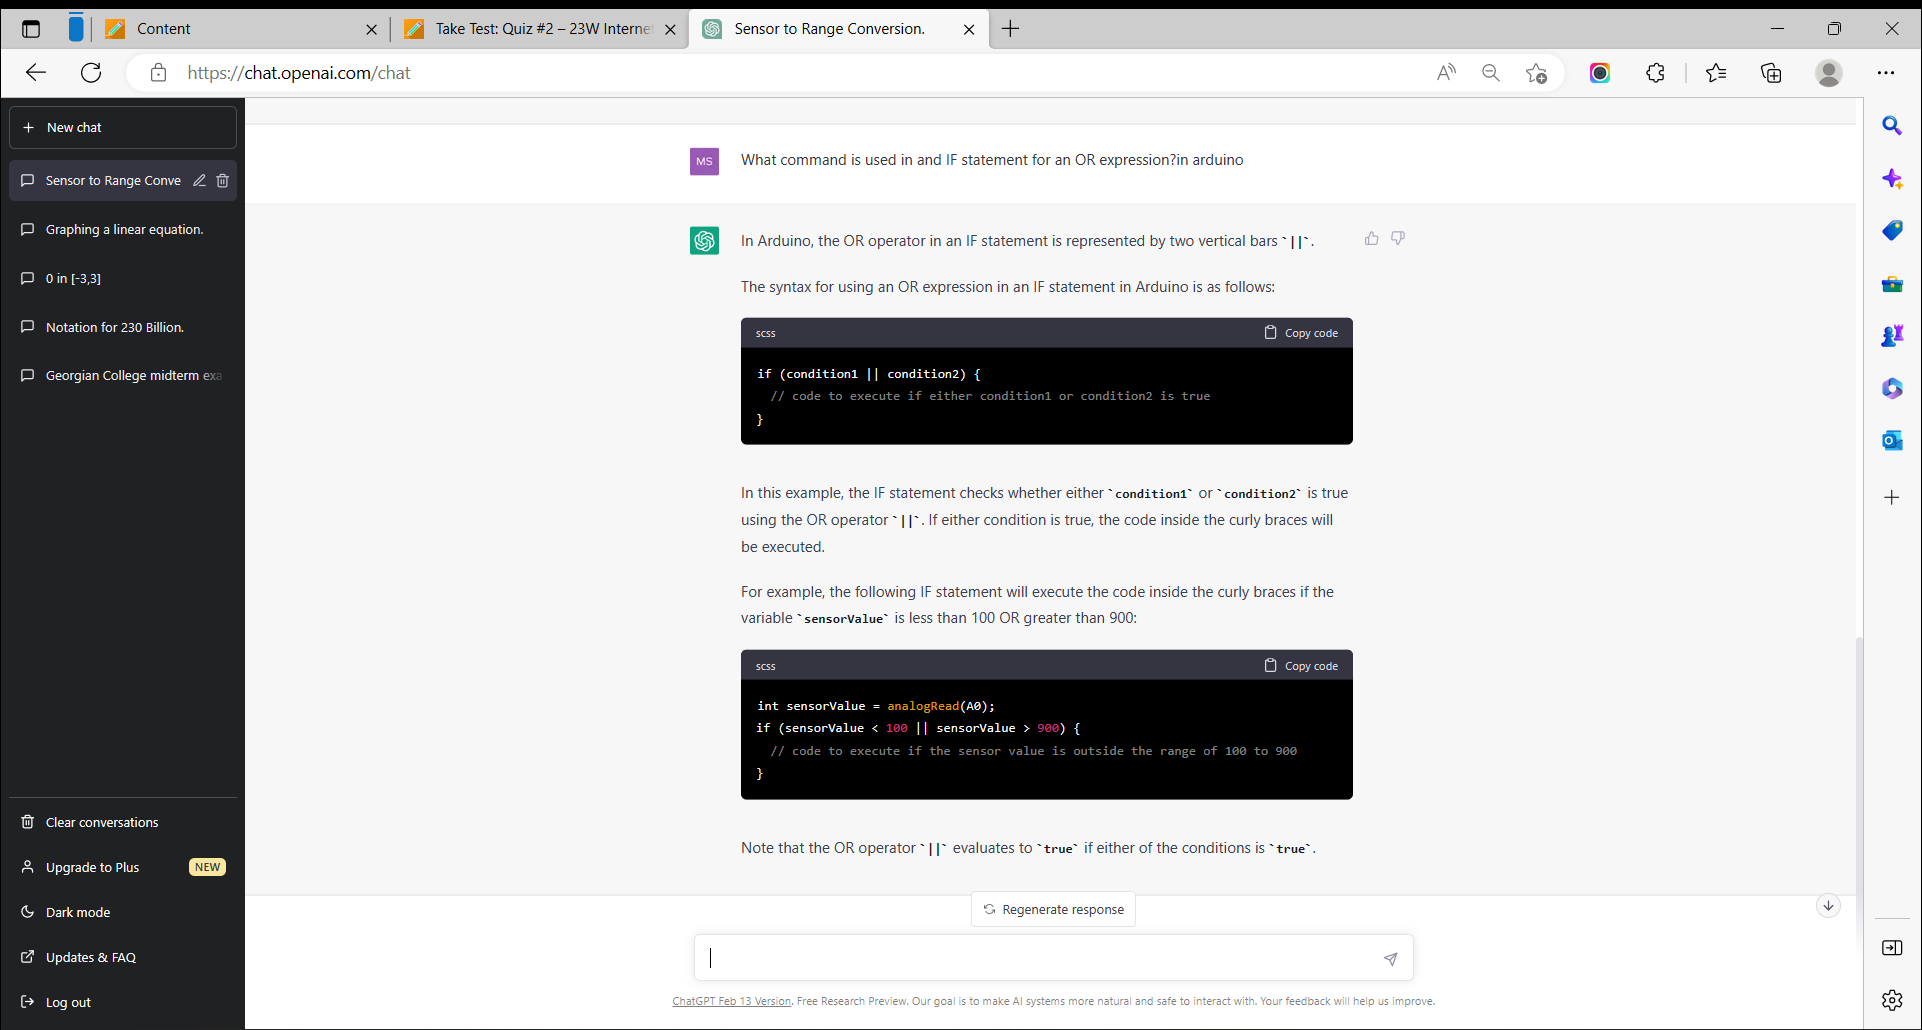 Content
Take Test: Quiz #2 – 23W Interne
Sensor to Range Conversion.
https://chat.openai.com/chat
New chat
Sensor to Range Conve
Graphing a linear equation.
0 in [-3,3]
Notation for 230 Billion.
Georgian College midterm exa
Clear conversations
Upgrade to Plus NEW
Dark mode
Updates & FAQ
Log out
MS What command is used in and IF statement for an OR expression?in arduino
In Arduino, the OR operator in an IF statement is represented by two vertical bars `||`.
The syntax for using an OR expression in an IF statement in Arduino is as follows:
scss Copy code
if (condition1 || condition2) {
// code to execute if either condition1 or condition2 is true
}
In this example, the IF statement checks whether either `condition1` or `condition2` is true
using the OR operator `||`. If either condition is true, the code inside the curly braces will
be executed.
For example, the following IF statement will execute the code inside the curly braces if the
variable `sensorValue` is less than 100 OR greater than 900:
scss Copy code
int sensorValue = analogRead(A0);
if (sensorValue < 100 || sensorValue > 900) {
// code to execute if the sensor value is outside the range of 100 to 900
}
Note that the OR operator `||` evaluates to `true` if either of the conditions is `true`.
Regenerate response
ChatGPT Feb 13 Version. Free Research Preview. Our goal is to make AI systems more natural and safe to interact with. Your feedback will help us improve.